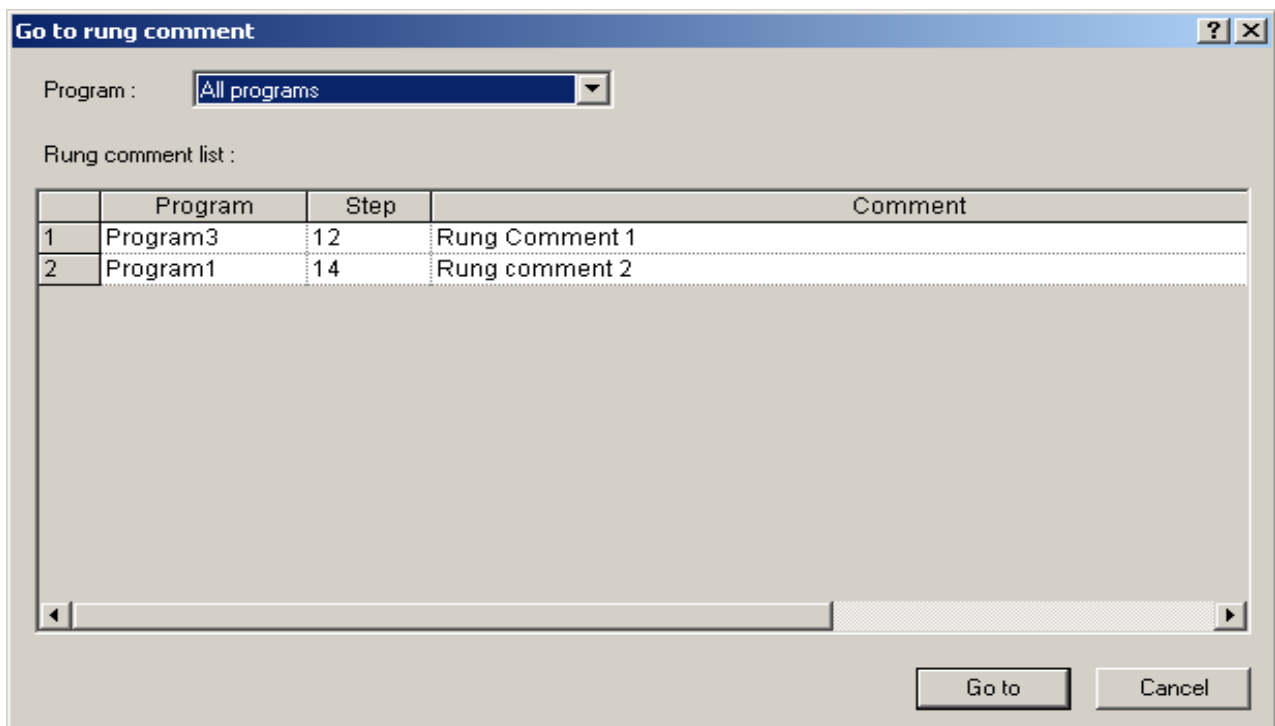 Go to rung comment
Program : All programs
Rung comment list :
Program Step Comment
1 Program3 12 Rung Comment 1
2 Program1 14 Rung comment 2
Go to Cancel